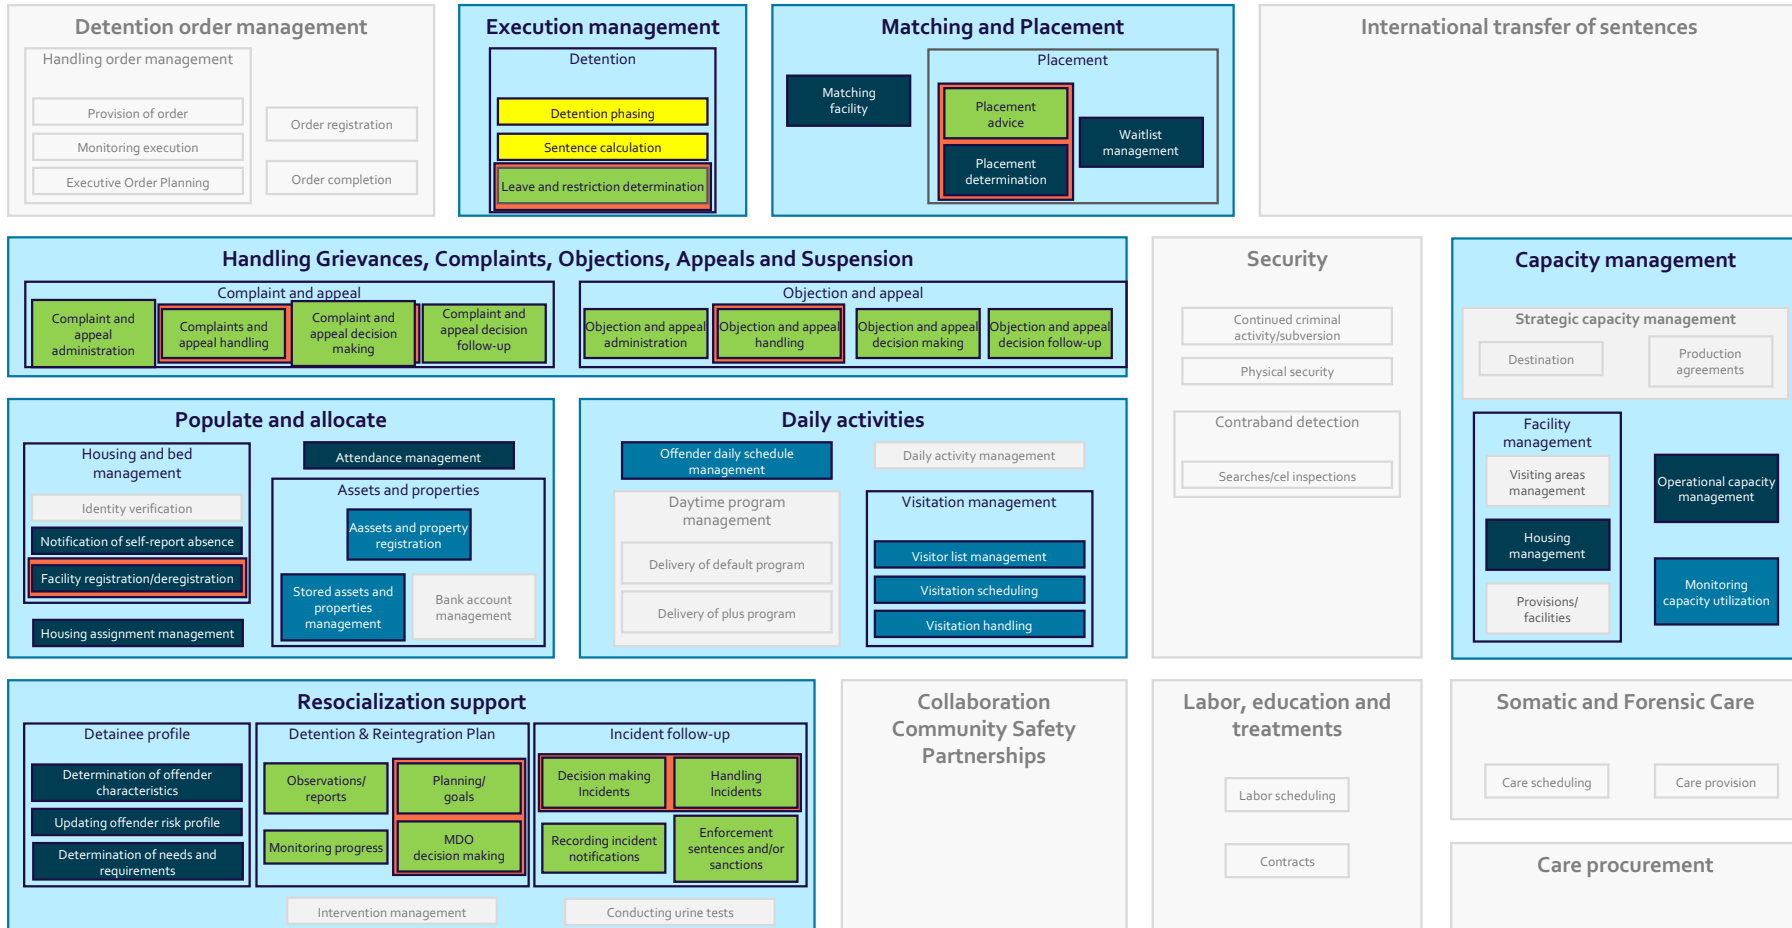 Detention order management
Handling order management
Provision of order
Monitoring execution
Executive Order Planning
Order registration
Order completion
Execution management
Detention
Detention phasing
Sentence calculation
Leave and restriction determination
Matching and Placement
Matching
facility
Placement
Placement
advice
Placement
determination
Waitlist
management
International transfer of sentences
Handling Grievances, Complaints, Objections, Appeals and Suspension
Complaint and appeal
Complaint and
appeal
administration
Complaints and
appeal handling
Complaint and
appeal decision
making
Complaint and
appeal decision
follow-up
Objection and appeal
Objection and appeal
administration
Objection and appeal
handling
Objection and appeal
decision making
Objection and appeal
decision follow-up
Security
Continued criminal
activity/subversion
Physical security
Contraband detection
Searches/cel inspections
Capacity management
Strategic capacity management
Destination
Production
agreements
Facility
management
Visiting areas
management
Housing
management
Provisions/
facilities
Operational capacity
management
Monitoring
capacity utilization
Populate and allocate
Housing and bed
management
Identity verification
Notification of self-report absence
Facility registration/deregistration
Housing assignment management
Attendance management
Assets and properties
Aassets and property
registration
Stored assets and
properties
management
Bank account
management
Daily activities
Offender daily schedule
management
Daily activity management
Daytime program
management
Delivery of default program
Delivery of plus program
Visitation management
Visitor list management
Visitation scheduling
Visitation handling
Resocialization support
Detainee profile
Determination of offender
characteristics
Updating offender risk profile
Determination of needs and
requirements
Detention & Reintegration Plan
Observations/
reports
Planning/
goals
Monitoring progress
MDO
decision making
Incident follow-up
Decision making
Incidents
Handling
Incidents
Recording incident
notifications
Enforcement
sentences and/or
sanctions
Intervention management
Conducting urine tests
Collaboration
Community Safety
Partnerships
Labor, education and
treatments
Labor scheduling
Contracts
Somatic and Forensic Care
Care scheduling
Care provision
Care procurement